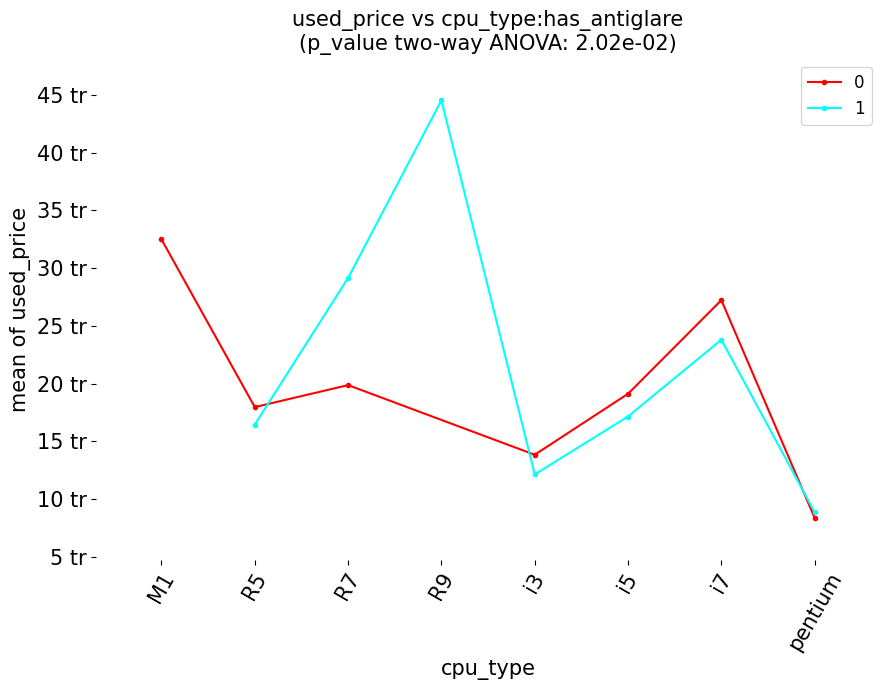 used_price vs cpu_type:has_antiglare
(p_value two-way ANOVA: 2.02e-02)
0
1
45 tr
40 tr
35 tr
30 tr
25 tr
20 tr
15 tr
10 tr
5 tr
mean of used_price
M1
R5
R7
R9
i3
i5
i7
pentium
cpu_type